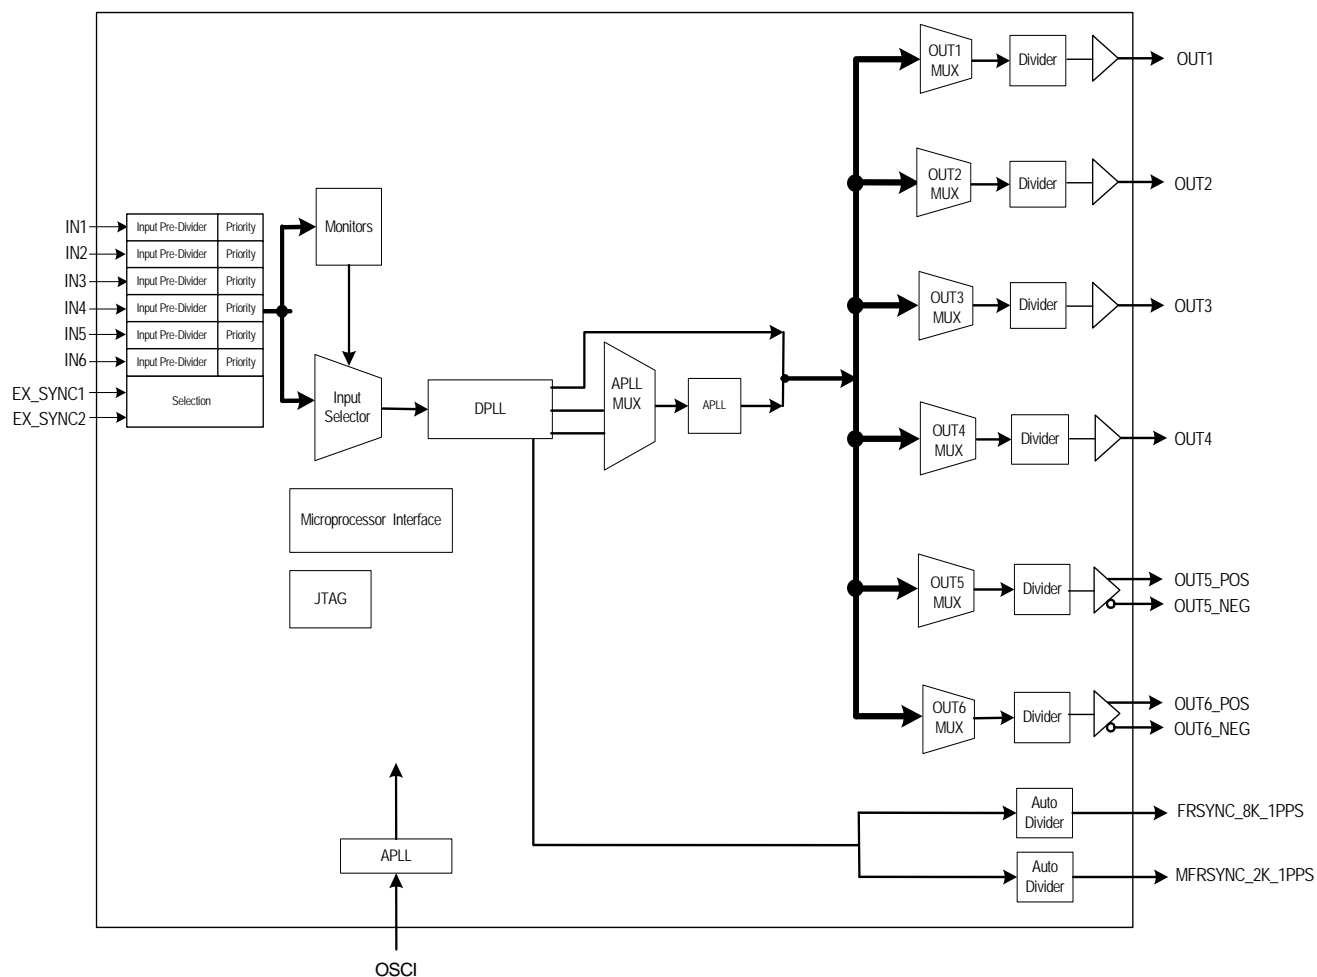 OUT1
MUX
Divider
OUT1
OUT2
MUX
Divider
OUT2
Monitors
IN1
Input Pre-Divider
Priority
IN2
Input Pre-Divider
Priority
IN3
Input Pre-Divider
Priority
IN4
Input Pre-Divider
Priority
IN5
Input Pre-Divider
Priority
IN6
Input Pre-Divider
Priority
EX_SYNC1
EX_SYNC2
Selection
OUT3
MUX
Divider
OUT3
Input
Selector
DPLL
APLL
MUX
APLL
OUT4
MUX
Divider
OUT4
Microprocessor Interface
JTAG
OUT5
MUX
Divider
OUT5_POS
OUT5_NEG
OUT6
MUX
Divider
OUT6_POS
OUT6_NEG
Auto
Divider
FRSYNC_8K_1PPS
APLL
Auto
Divider
MFRSYNC_2K_1PPS
OSCI